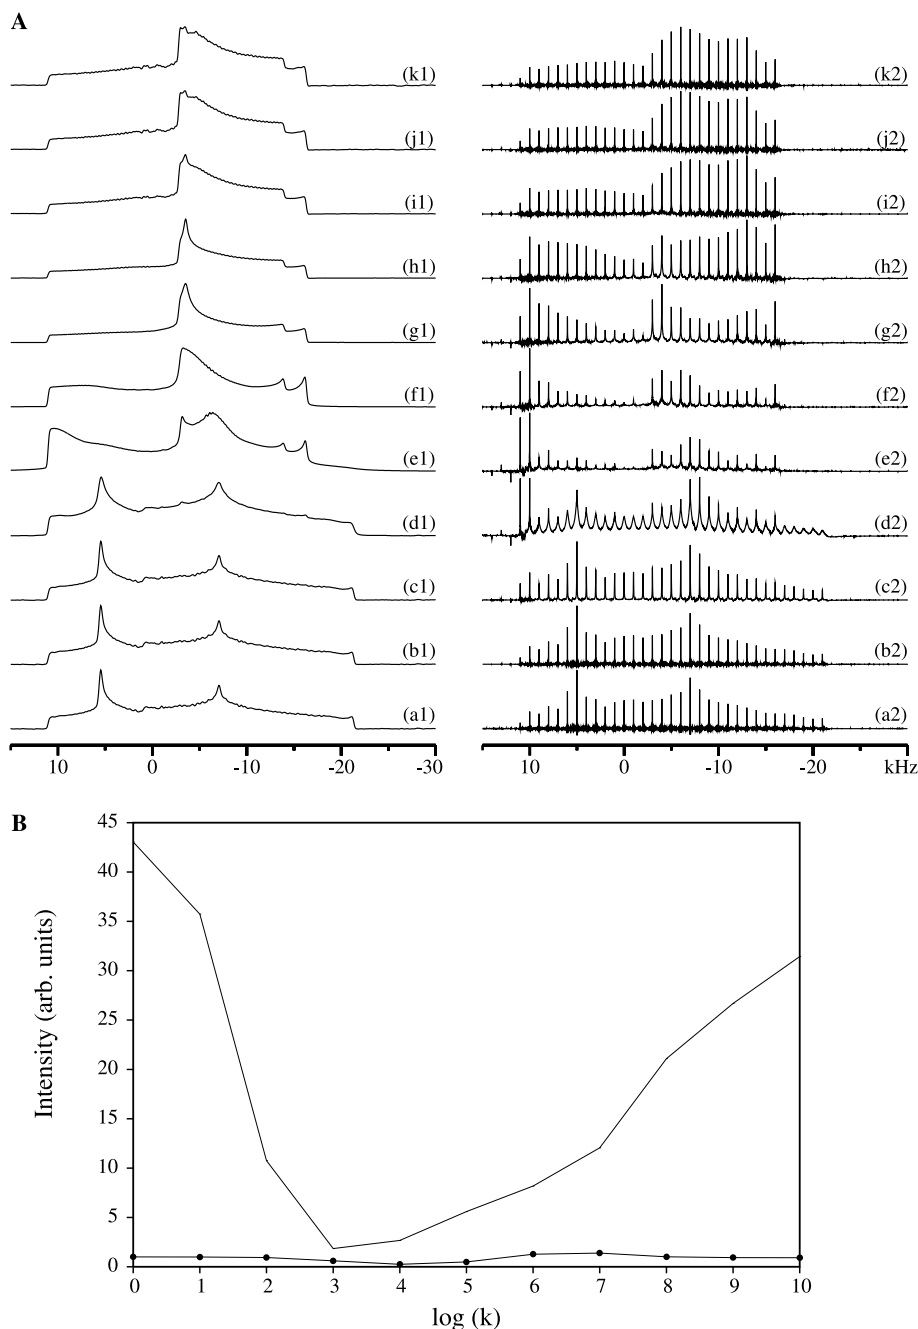 A
(k1) (k2)
(j1) (j2)
(i1) (i2)
(h1) (h2)
(g1) (g2)
(f1) (f2)
(e1) (e2)
(d1) (d2)
(c1) (c2)
(b1) (b2)
(a1) (a2)
10 0 -10 -20 -30 10 0 -10 -20 kHz
B
45
40
35
30
25
20
15
10
5
0
Intensity (arb. units)
0 1 2 3 4 5 6 7 8 9 10
log (k)